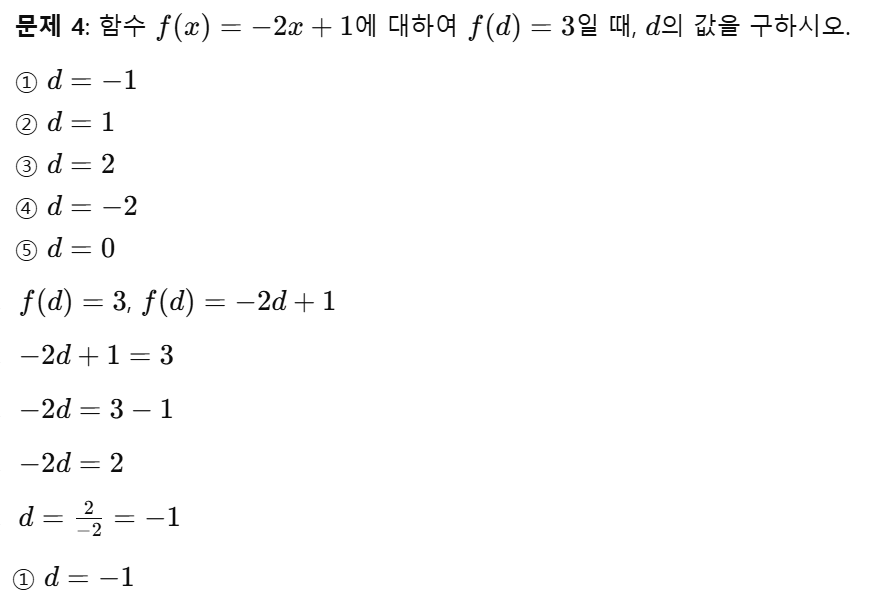 문제 4: 함수 f(x) = −2x + 1에 대하여 f(d) = 3일 때, d의 값을 구하시오.
① d = −1
② d = 1
③ d = 2
④ d = −2
⑤ d = 0
f(d) = 3, f(d) = −2d + 1
−2d + 1 = 3
−2d = 3 − 1
−2d = 2
d = \frac{2}{−2} = −1
① d = −1